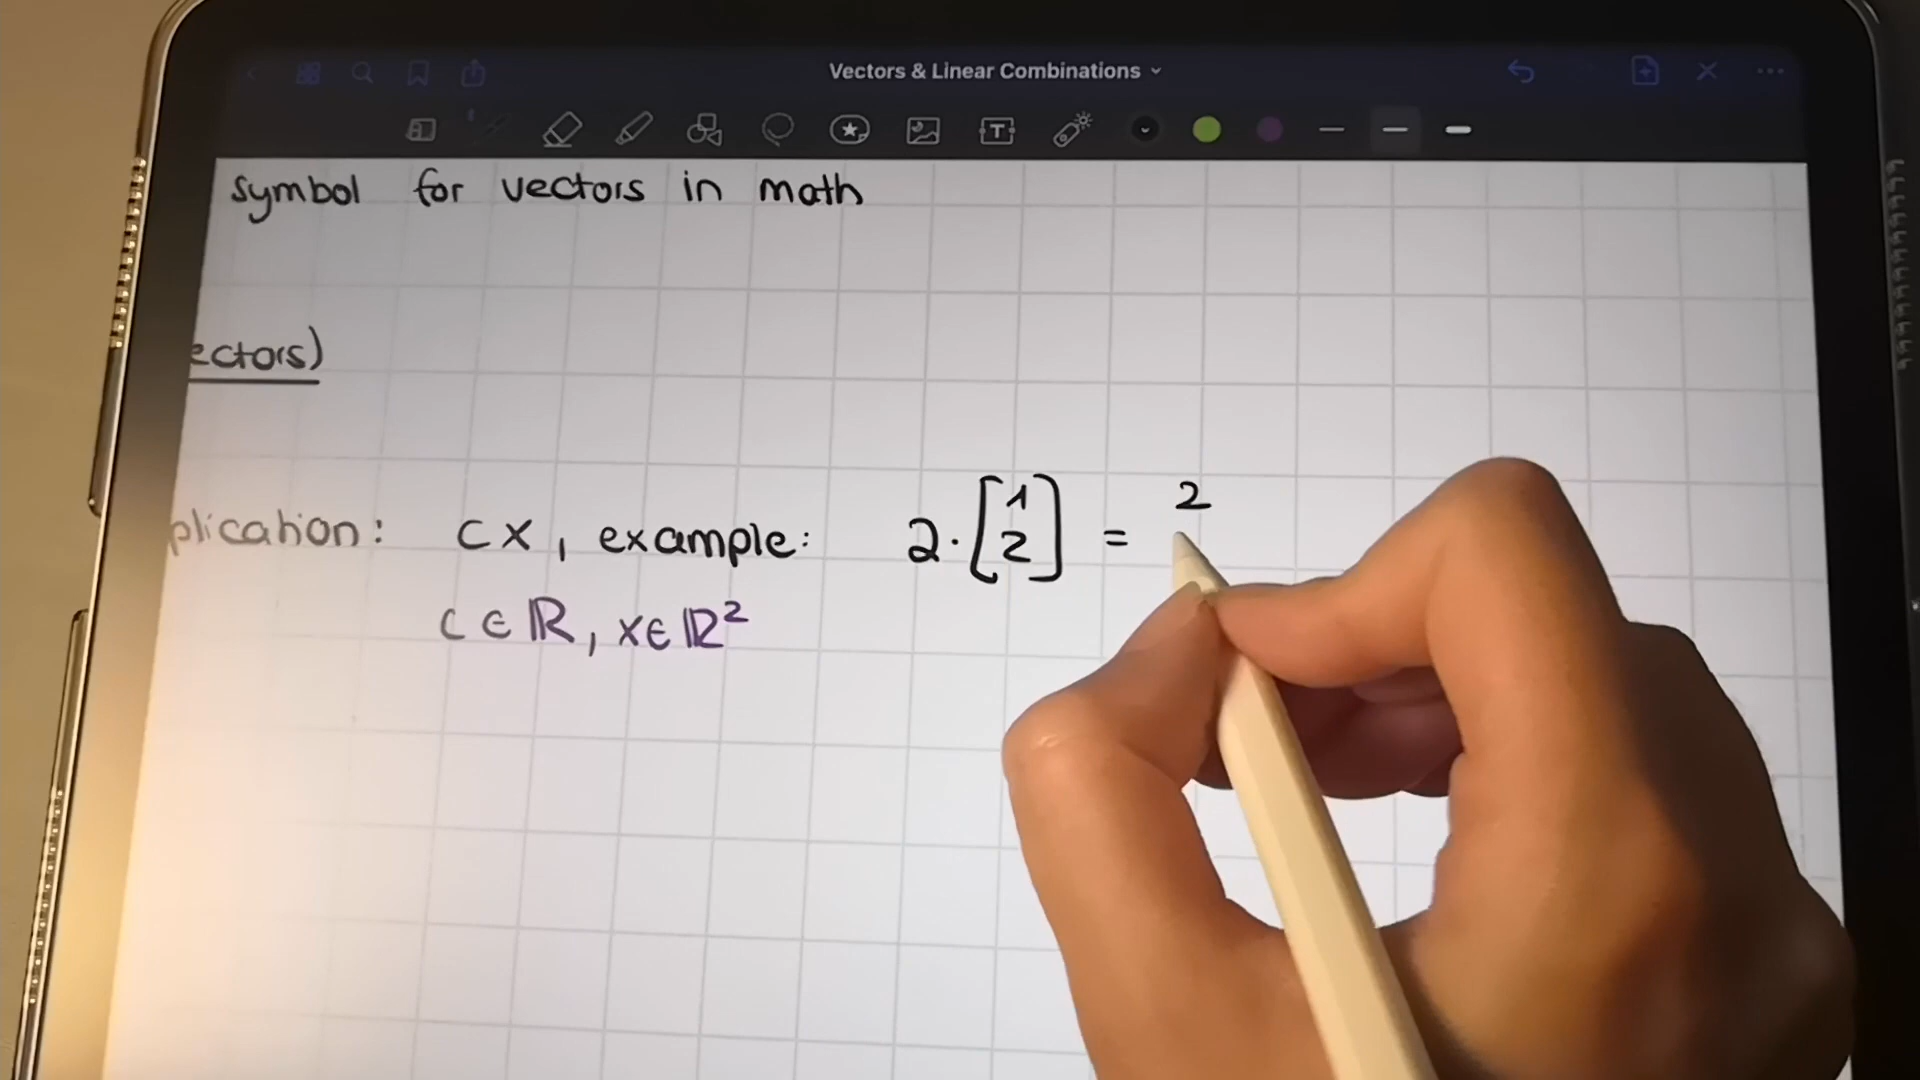 Vectors & Linear Combinations
symbol for vectors in math
ectors)
plication: cx, example: 2·[1 2] = 2
c∈ℝ, x∈ℝ²